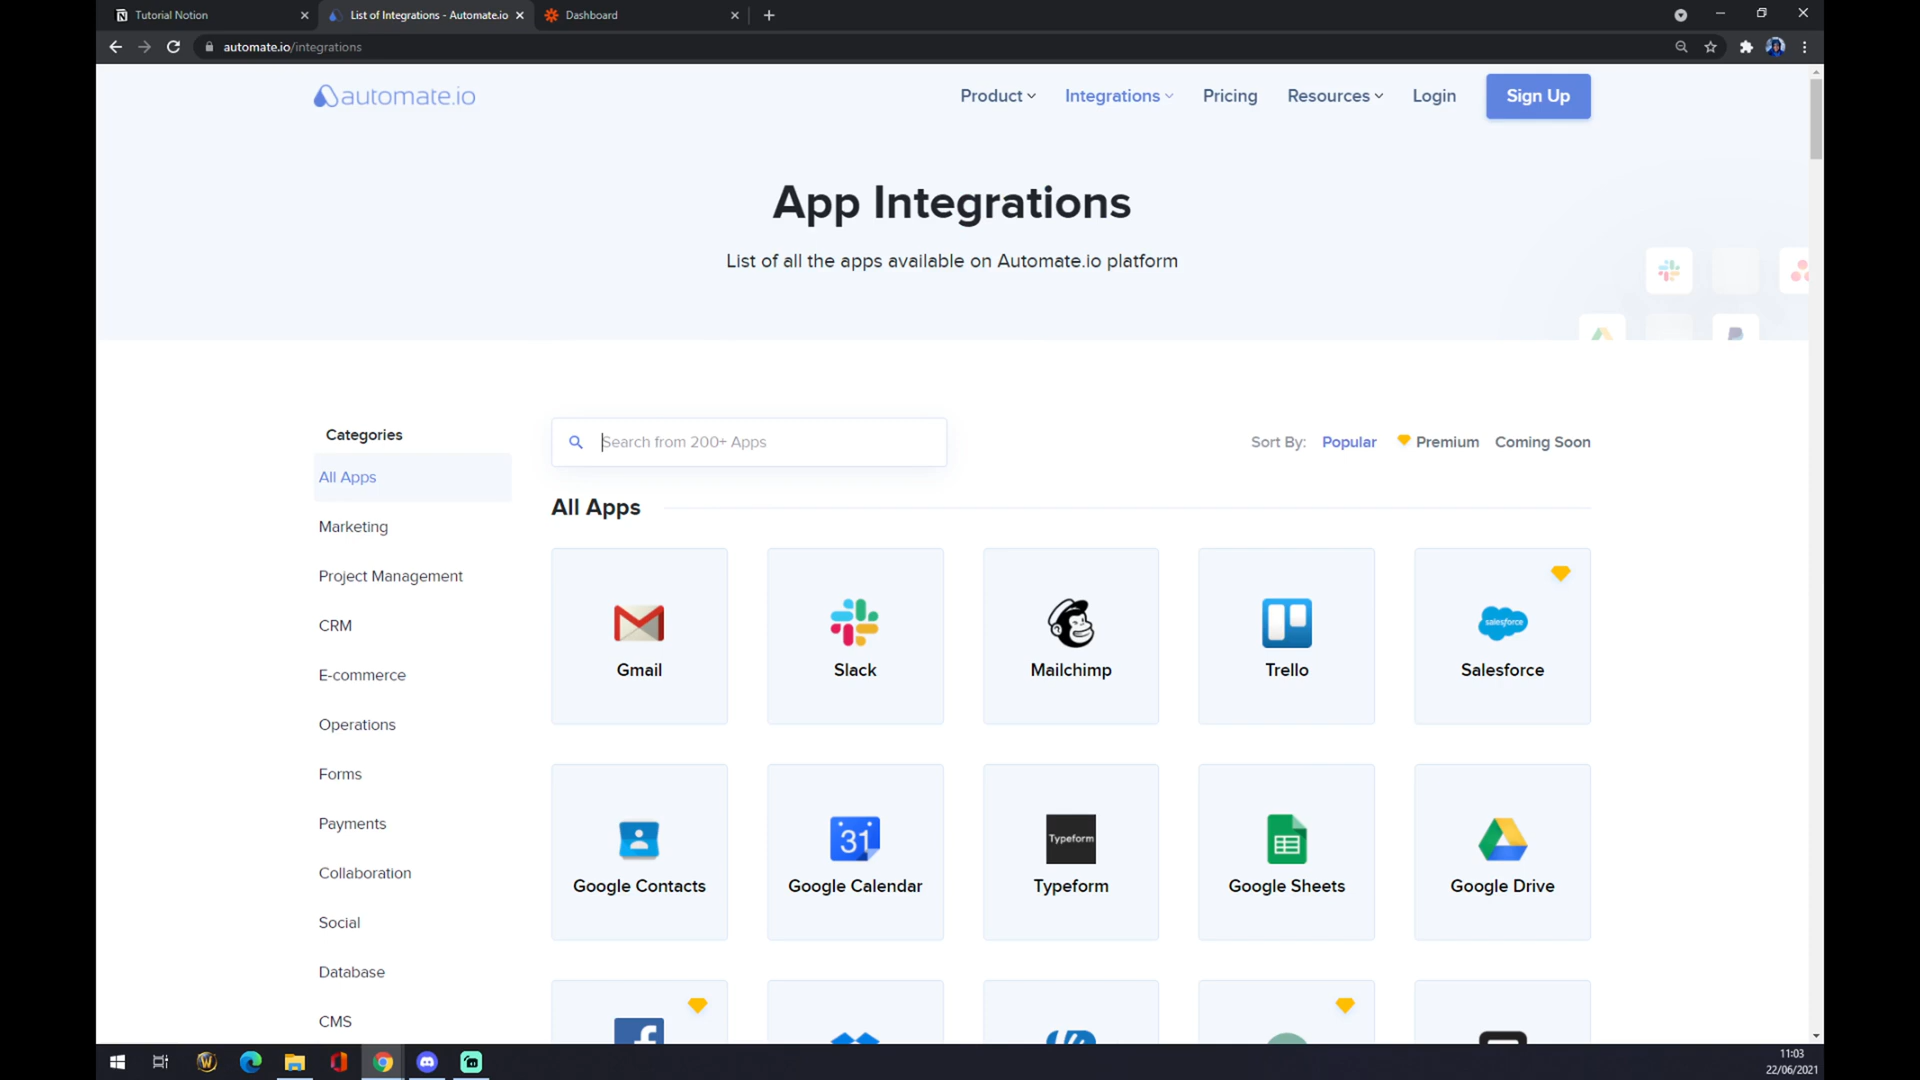 Tutorial Notion
List of Integrations - Automate.io
Dashboard
automate.io/integrations
automate.io
Product
Integrations
Pricing
Resources
Login
Sign Up
App Integrations
List of all the apps available on Automate.io platform
Categories
All Apps
Marketing
Project Management
CRM
E-commerce
Operations
Forms
Payments
Collaboration
Social
Database
CMS
Search from 200+ Apps
Sort By:
Popular
Premium
Coming Soon
All Apps
Gmail
Slack
Mailchimp
Trello
salesforce
Salesforce
Google Contacts
31
Google Calendar
Typeform
Typeform
Google Sheets
Google Drive
11:03
22/06/2021